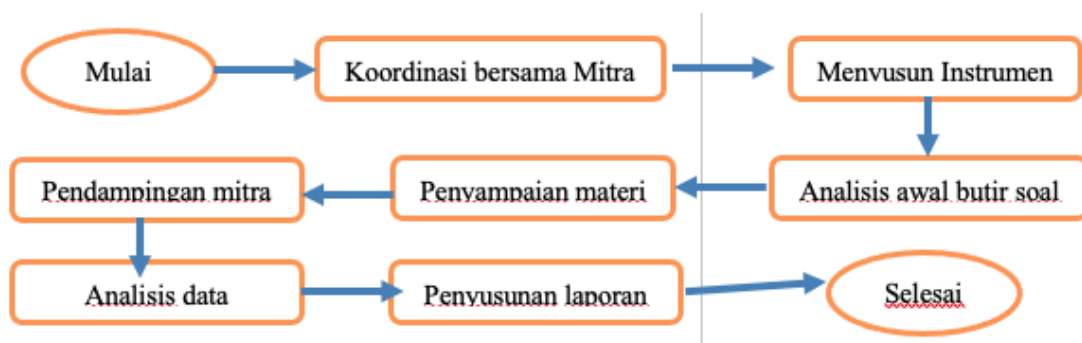 Mulai
Koordinasi bersama Mitra
Menyusun Instrumen
Analisis awal butir soal
Penyampaian materi
Pendampingan mitra
Analisis data
Penyusunan laporan
Selesai